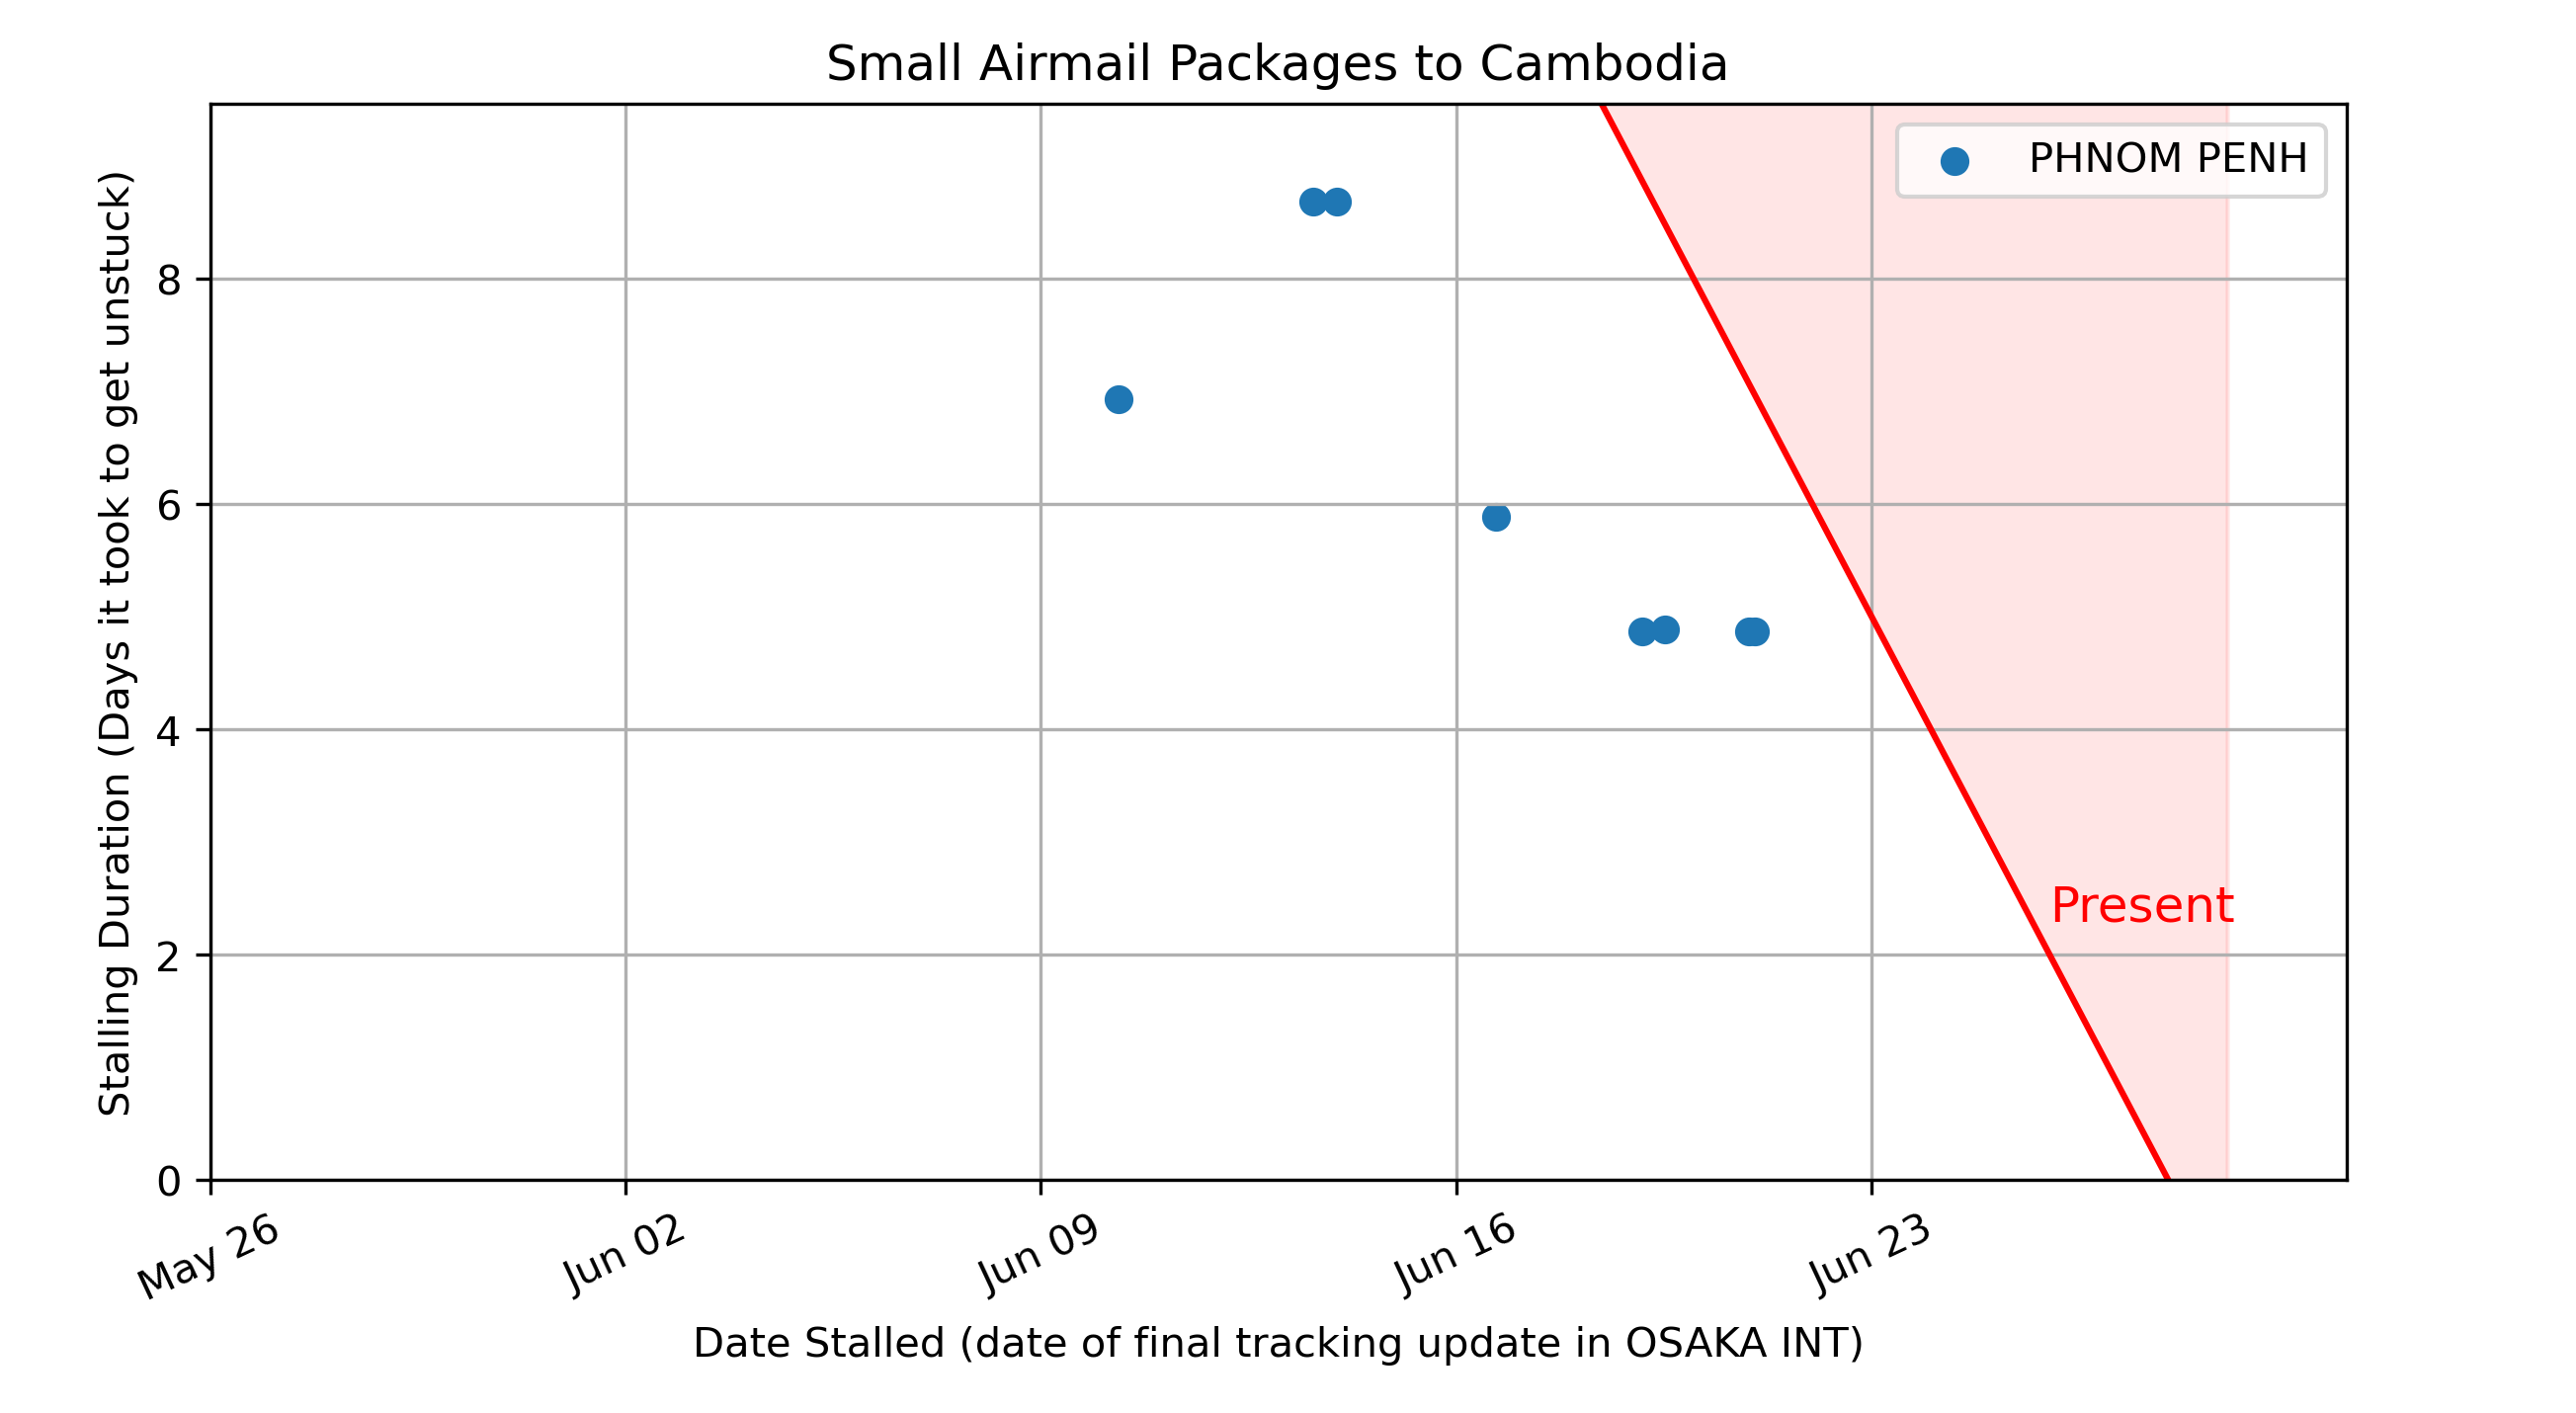 Small Airmail Packages to Cambodia
PHNOM PENH
Stalling Duration (Days it took to get unstuck)
8
6
4
2
0
Present
May 26
Jun 02
Jun 09
Jun 16
Jun 23
Date Stalled (date of final tracking update in OSAKA INT)